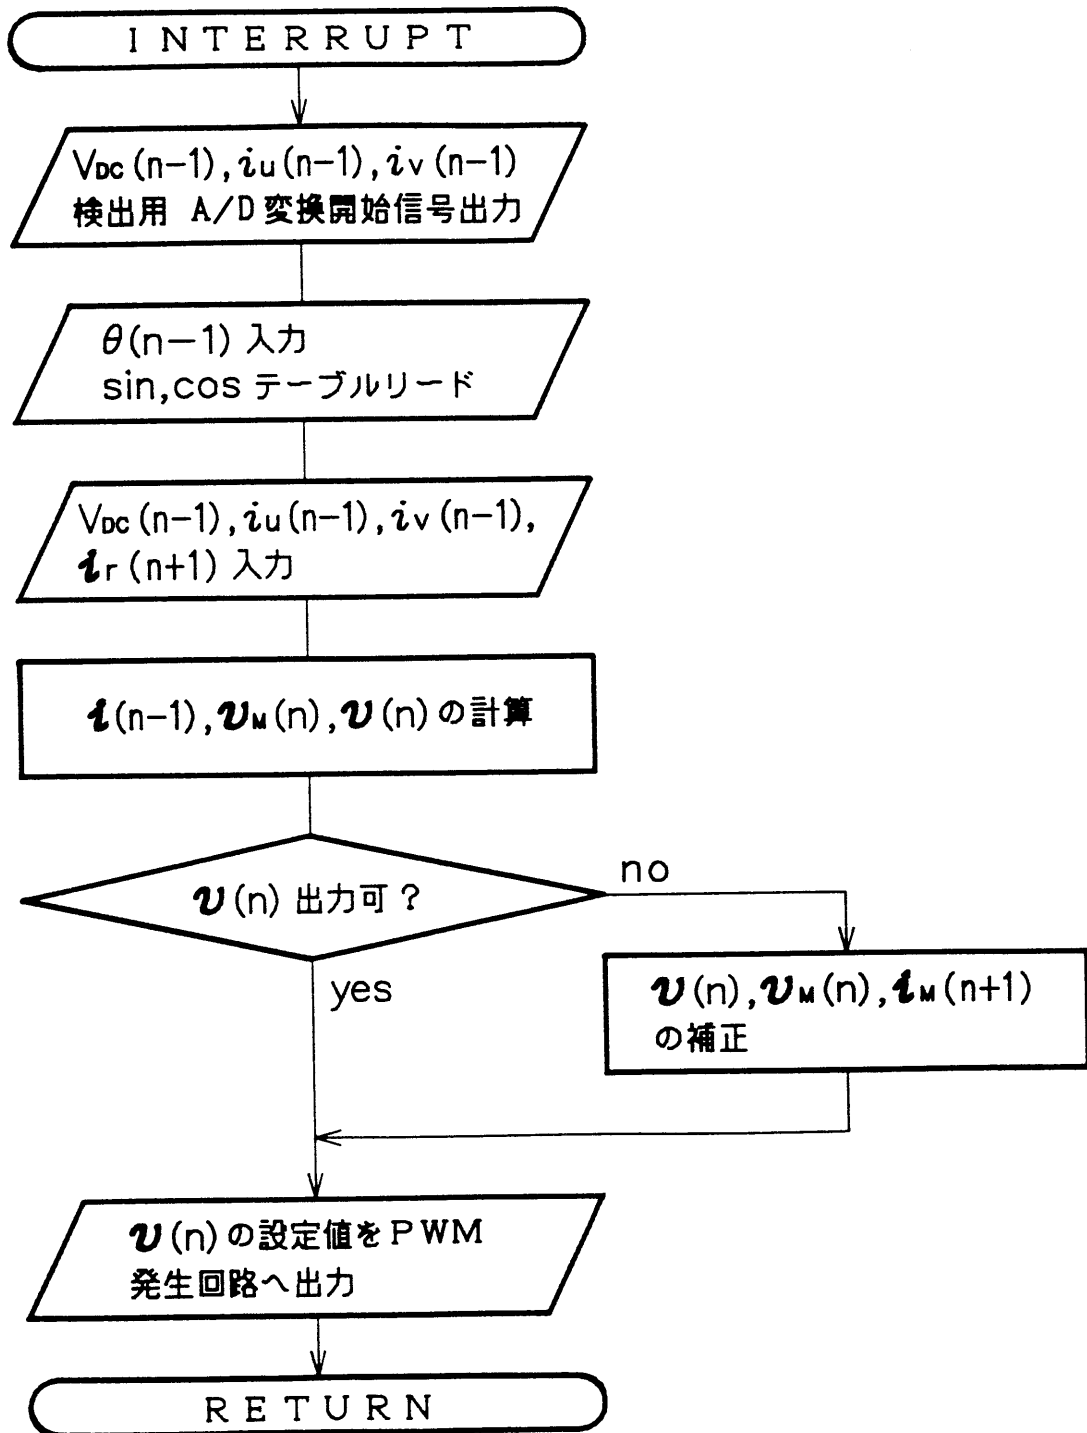 INTERRUPT
VDC(n-1), iu(n-1), iv(n-1)
検出用 A/D変換開始信号出力
θ(n-1) 入力
sin,cos テーブルリード
VDC(n-1), iu(n-1), iv(n-1),
ir(n+1) 入力
i(n-1), vM(n), v(n) の計算
v(n) 出力可?
no
yes
v(n), vM(n), iM(n+1)
の補正
v(n) の設定値をPWM
発生回路へ出力
RETURN